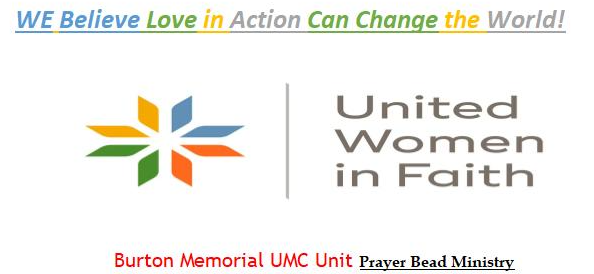 WE Believe Love in Action Can Change the World!
United
Women
in Faith
Burton Memorial UMC Unit Prayer Bead Ministry